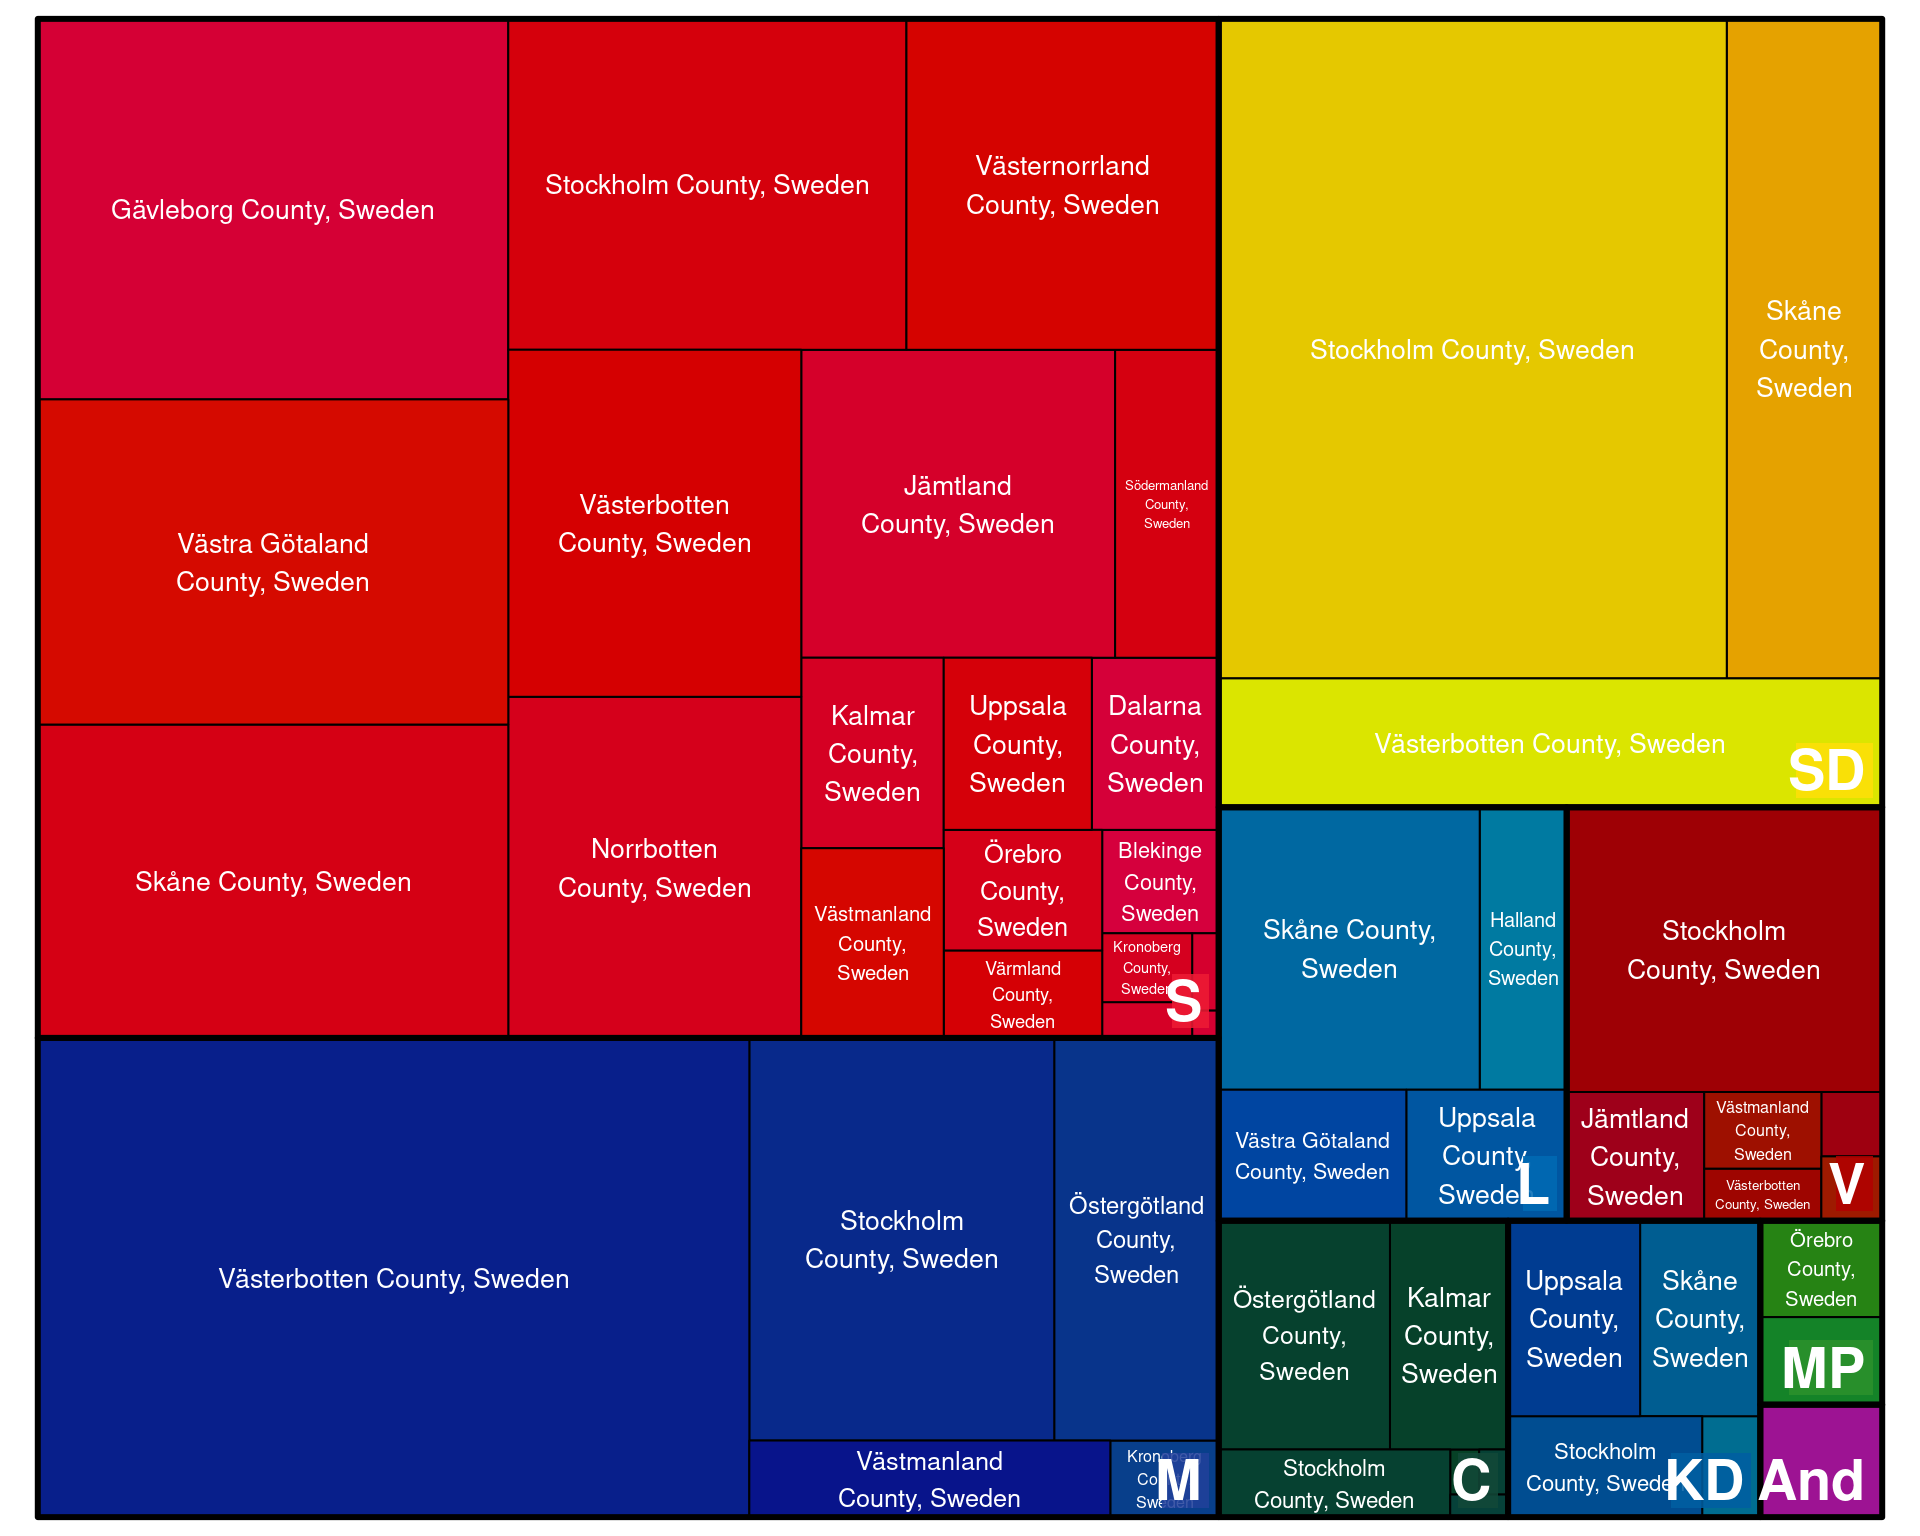 Gävleborg County, Sweden
Stockholm County, Sweden
Västernorrland
County, Sweden
Västra Götaland
County, Sweden
Västerbotten
County, Sweden
Jämtland
County, Sweden
Södermanland
County,
Sweden
Skåne County, Sweden
Norrbotten
County, Sweden
Kalmar
County,
Sweden
Uppsala
County,
Sweden
Dalarna
County,
Sweden
Västmanland
County,
Sweden
Örebro
County,
Sweden
Blekinge
County,
Sweden
Värmland
County,
Sweden
Kronoberg
County,
Sweden
S
Stockholm County, Sweden
Skåne
County,
Sweden
Västerbotten County, Sweden
SD
Västerbotten County, Sweden
Stockholm
County, Sweden
Östergötland
County,
Sweden
Västmanland
County, Sweden
Kronoberg
Sweden
M
Skåne County,
Sweden
Halland
County,
Sweden
Västra Götaland
County, Sweden
Uppsala
County,
Sweden
L
Stockholm
County, Sweden
Jämtland
County,
Sweden
Västmanland
County,
Sweden
Västerbotten
County, Sweden
V
Östergötland
County,
Sweden
Kalmar
County,
Sweden
Stockholm
County, Sweden
C
Uppsala
County,
Sweden
Skåne
County,
Sweden
Stockholm
County, Sweden
KD
Örebro
County,
Sweden
MP
And